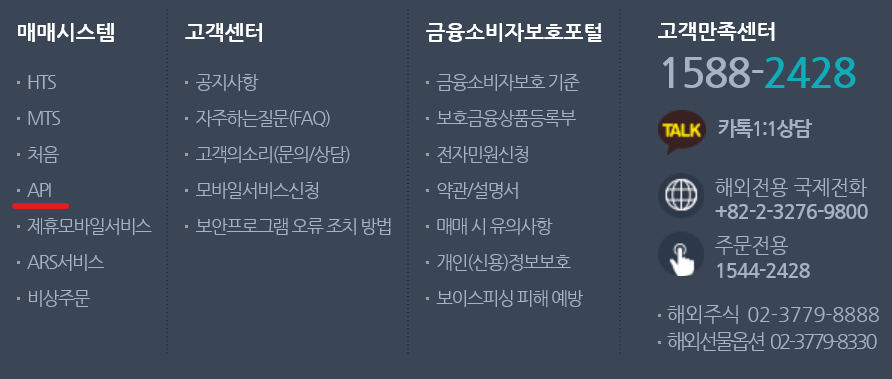 매매시스템
HTS
MTS
처음
API
제휴모바일서비스
ARS서비스
비상주문
고객센터
공지사항
자주하는질문(FAQ)
고객의소리(문의/상담)
모바일서비스신청
보안프로그램 오류 조치 방법
금융소비자보호포털
금융소비자보호 기준
보호금융상품등록부
전자민원신청
약관/설명서
매매 시 유의사항
개인(신용)정보보호
보이스피싱 피해 예방
고객만족센터
1588-2428
TALK 카톡1:1상담
해외전용 국제전화
+82-2-3276-9800
주문전용
1544-2428
해외주식 02-3779-8888
해외선물옵션 02-3779-8330